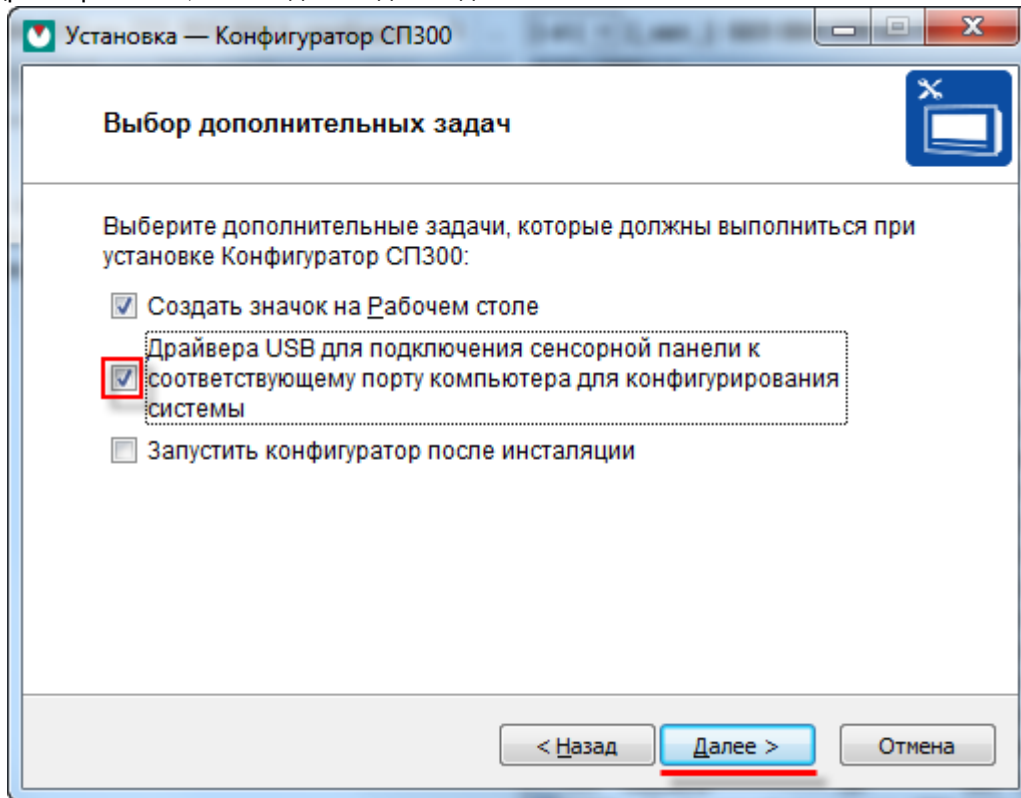 Установка — Конфигуратор СП300
Выбор дополнительных задач
Выберите дополнительные задачи, которые должны выполниться при
установке Конфигуратор СП300:
Создать значок на Рабочем столе
Драйвера USB для подключения сенсорной панели к
соответствующему порту компьютера для конфигурирования
системы
Запустить конфигуратор после инсталяции
< Назад
Далее >
Отмена